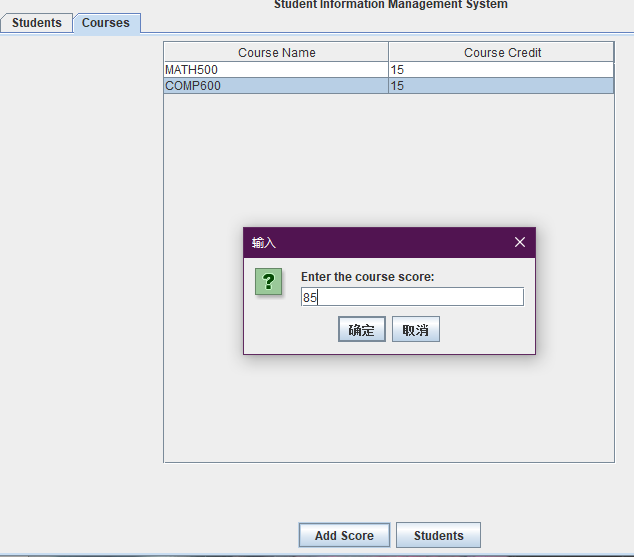 Student Information Management System
Students Courses
Course Name Course Credit
MATH500 15
COMP600 15
输入
?
Enter the course score:
85
确定 取消
Add Score Students